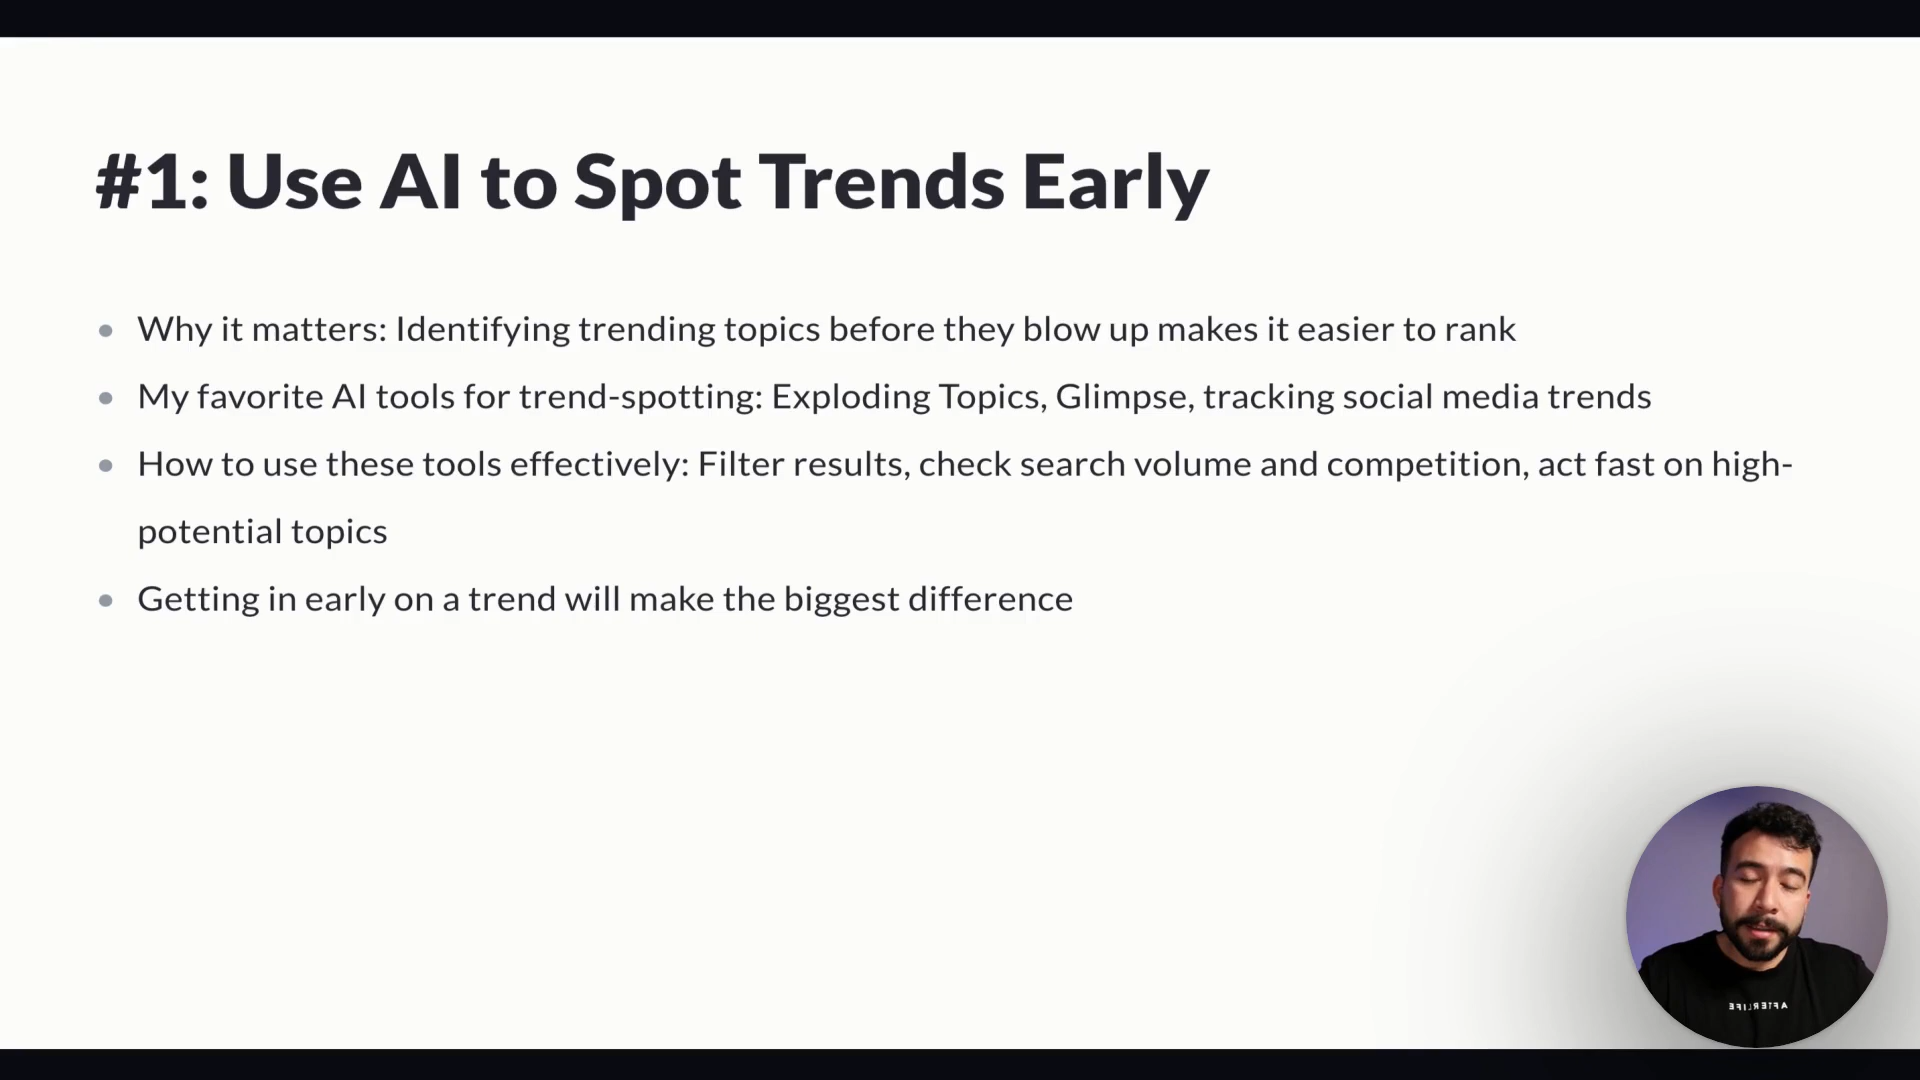 #1: Use AI to Spot Trends Early
• Why it matters: Identifying trending topics before they blow up makes it easier to rank
• My favorite AI tools for trend-spotting: Exploding Topics, Glimpse, tracking social media trends
• How to use these tools effectively: Filter results, check search volume and competition, act fast on high-
potential topics
• Getting in early on a trend will make the biggest difference
AFTERLIFE